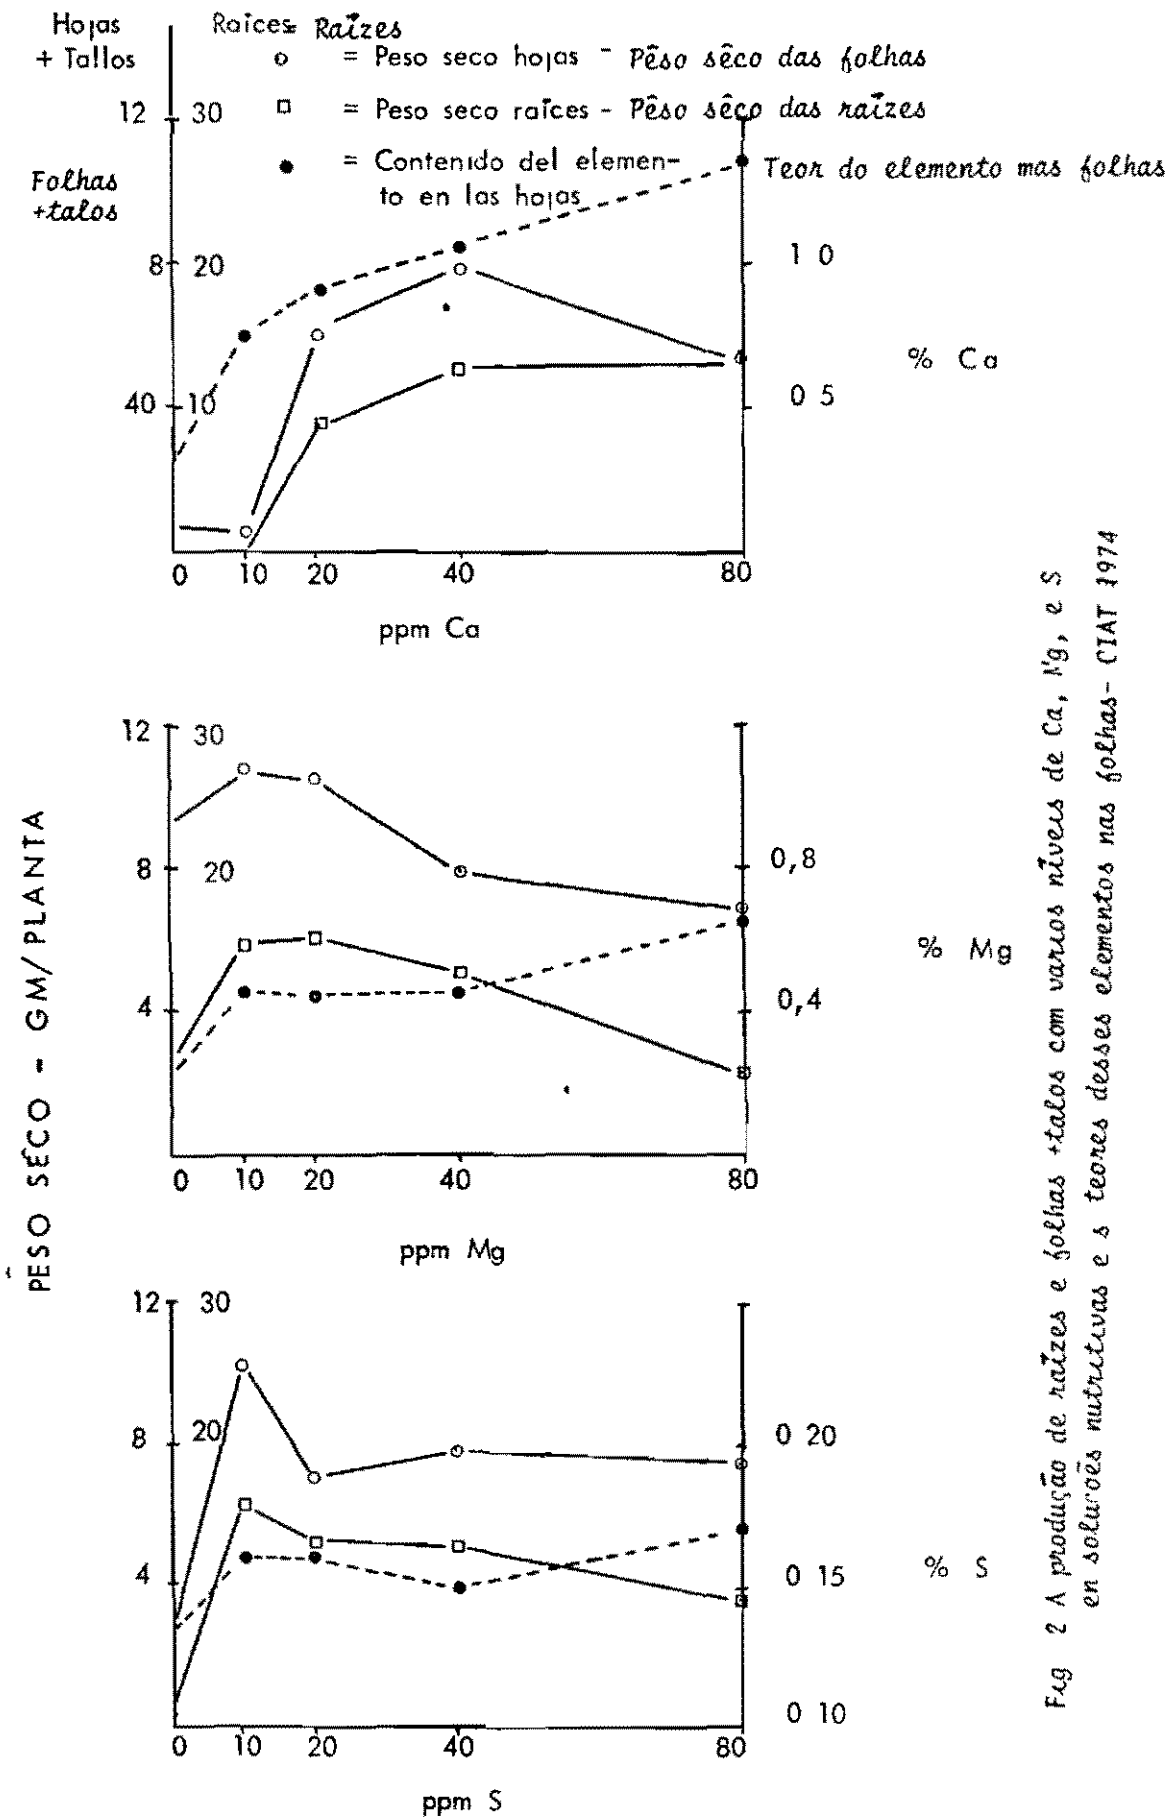 Hojas
+ Tallos
Raíces= Raízes
o = Peso seco hojas - Pêso sêco das folhas
□ = Peso seco raíces - Pêso sêco das raízes
● = Contenido del elemen-
to en las hojas
Teor do elemento mas folhas
Folhas
+talos
12 30
8 20
40 10
1 0
0 5
% Ca
0 10 20 40 80
ppm Ca
12 30
8 20
4
0,8
0,4
% Mg
0 10 20 40 80
ppm Mg
12 30
8 20
4
0 20
0 15
0 10
% S
0 10 20 40 80
ppm S
PÊSO SÊCO - GM/PLANTA
Fig 2 A produção de raízes e folhas +talos com varios níveis de Ca, Mg, e S
en soluções nutritivas e s teores desses elementos nas folhas- CIAT 1974